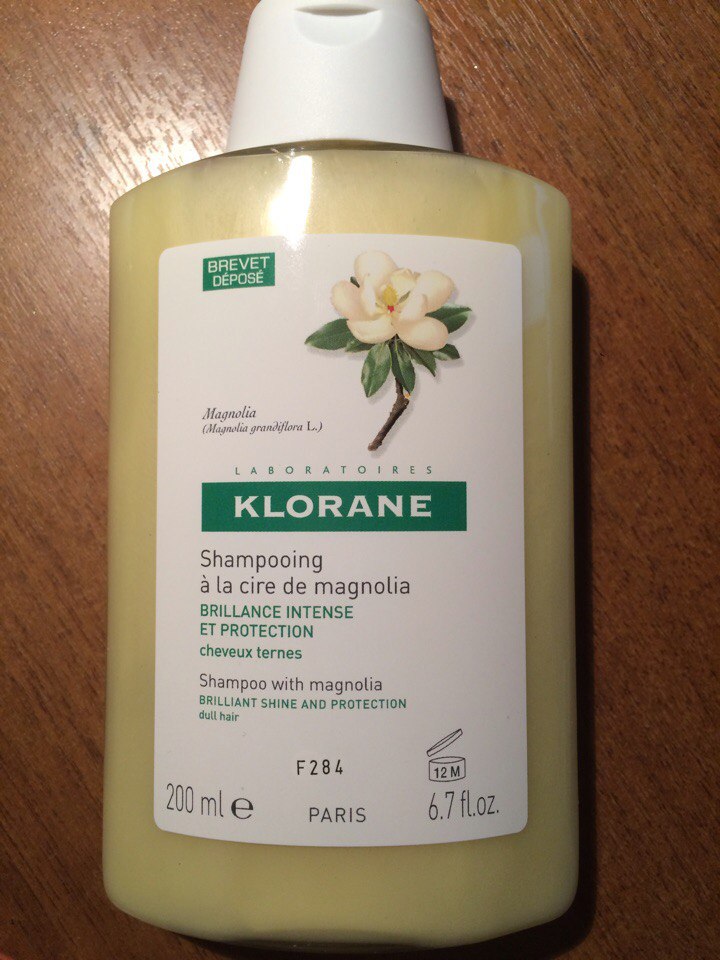 BREVET
DÉPOSÉ
Magnolia
(Magnolia grandiflora L.)
LABORATOIRES
KLORANE
Shampooing
à la cire de magnolia
BRILLANCE INTENSE
ET PROTECTION
cheveux ternes
Shampoo with magnolia
BRILLIANT SHINE AND PROTECTION
dull hair
F284
12 M
200 ml ℮
PARIS
6.7 fl.oz.